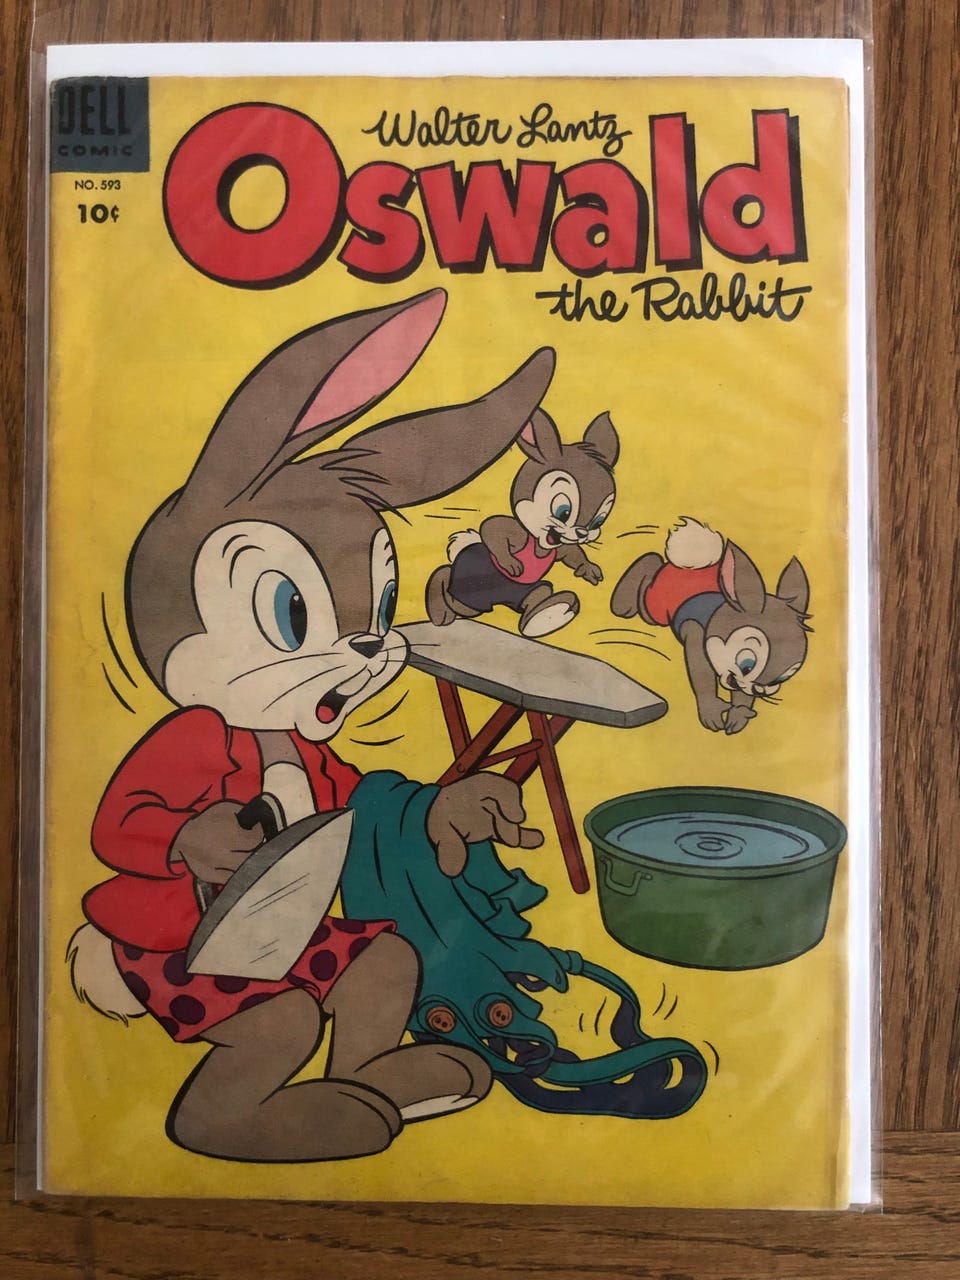 DELL
COMIC
NO. 593
10¢
Walter Lantz
Oswald
the Rabbit